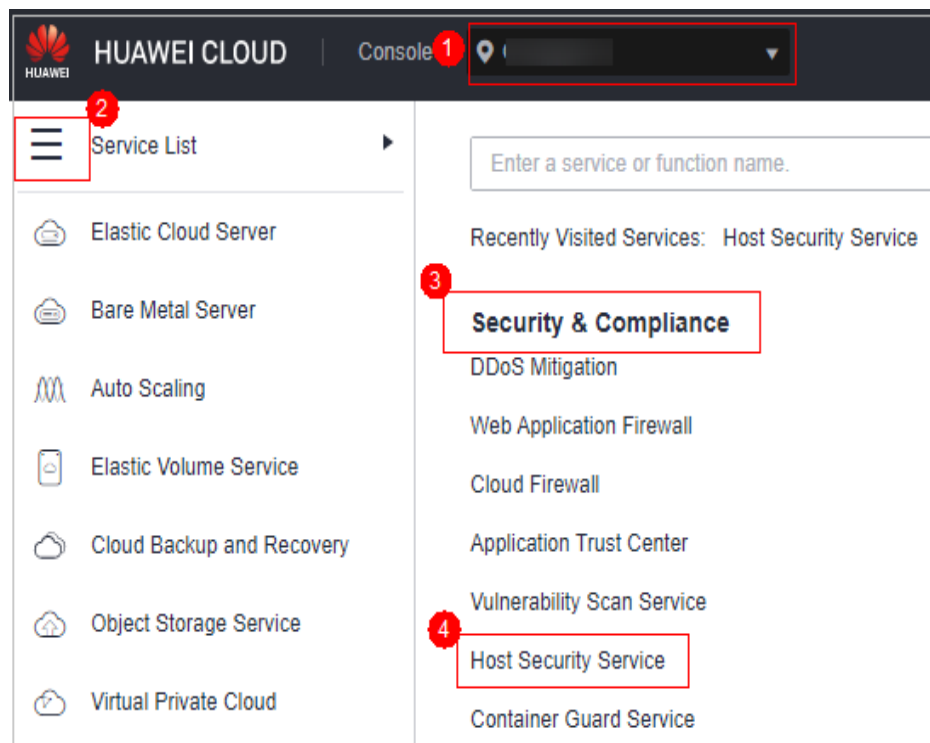 HUAWEI
HUAWEI CLOUD
Console
1
2
Service List
Elastic Cloud Server
Bare Metal Server
Auto Scaling
Elastic Volume Service
Cloud Backup and Recovery
Object Storage Service
Virtual Private Cloud
Enter a service or function name.
Recently Visited Services: Host Security Service
3
Security & Compliance
DDoS Mitigation
Web Application Firewall
Cloud Firewall
Application Trust Center
Vulnerability Scan Service
4
Host Security Service
Container Guard Service